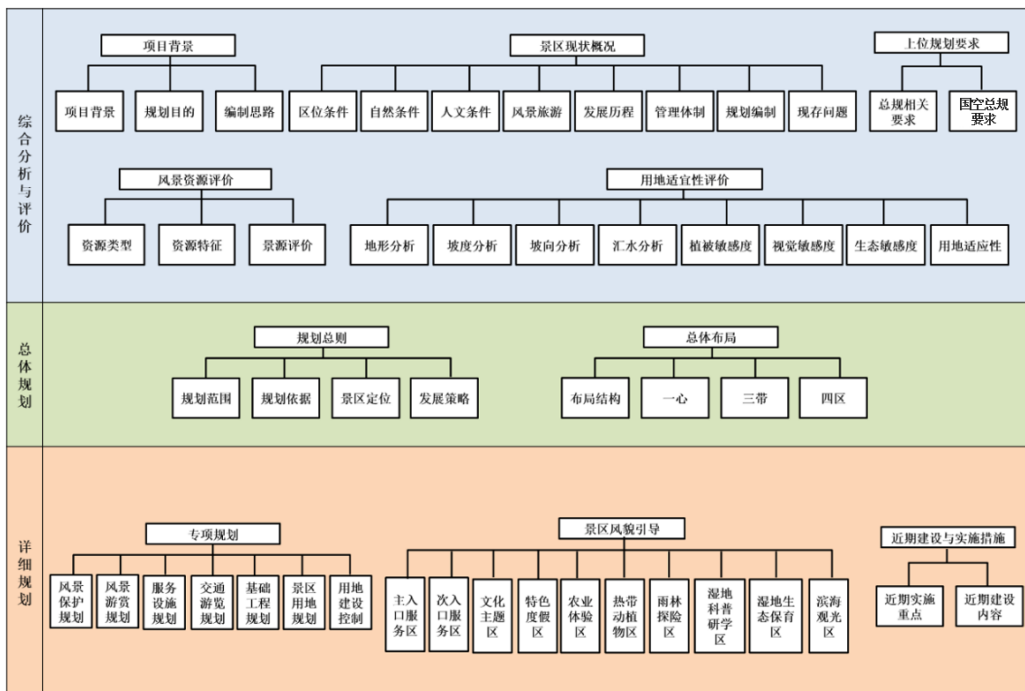 综合分析与评价
项目背景
项目背景
规划目的
编制思路
景区现状概况
区位条件
自然条件
人文条件
风景旅游
发展历程
管理体制
规划编制
现存问题
上位规划要求
总规相关
要求
国空总规
要求
风景资源评价
资源类型
资源特征
景源评价
用地适宜性评价
地形分析
坡度分析
坡向分析
汇水分析
植被敏感度
视觉敏感度
生态敏感度
用地适应性
总体规划
规划总则
规划范围
规划依据
景区定位
发展策略
总体布局
布局结构
一心
三带
四区
详细规划
专项规划
风景
保护
规划
风景
游赏
规划
服务
设施
规划
交通
游览
规划
基础
工程
规划
景区
用地
规划
用地
建设
控制
景区风貌引导
主入
口服
务区
次入
口服
务区
文化
主题
区
特色
度假
区
农业
体验
区
热带
动植
物区
雨林
探险
区
湿地
科普
研学
区
湿地生
态保育
区
滨海
观光
区
近期建设与实施措施
近期实施
重点
近期建设
内容